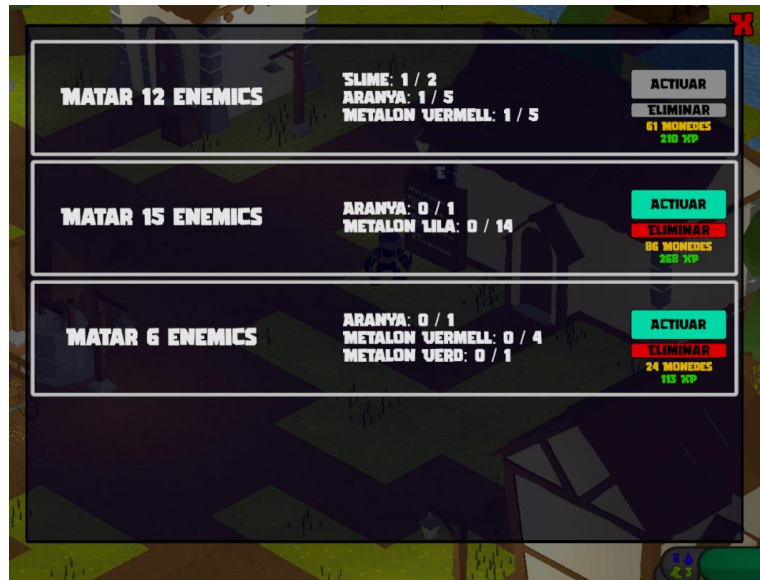 X
MATAR 12 ENEMICS
SLIME: 1 / 2
ARANYA: 1 / 5
METALON VERMELL: 1 / 5
ACTIVAR
ELIMINAR
61 MONEDES
210 XP
E
MATAR 15 ENEMICS
ARANYA: 0 / 1
METALON LILA: 0 / 14
ACTIVAR
ELIMINAR
86 MONEDES
268 XP
MATAR 6 ENEMICS
ARANYA: 0 / 1
METALON VERMELL: 0 / 4
METALON VERD: 0 / 1
ACTIVAR
ELIMINAR
24 MONEDES
113 XP